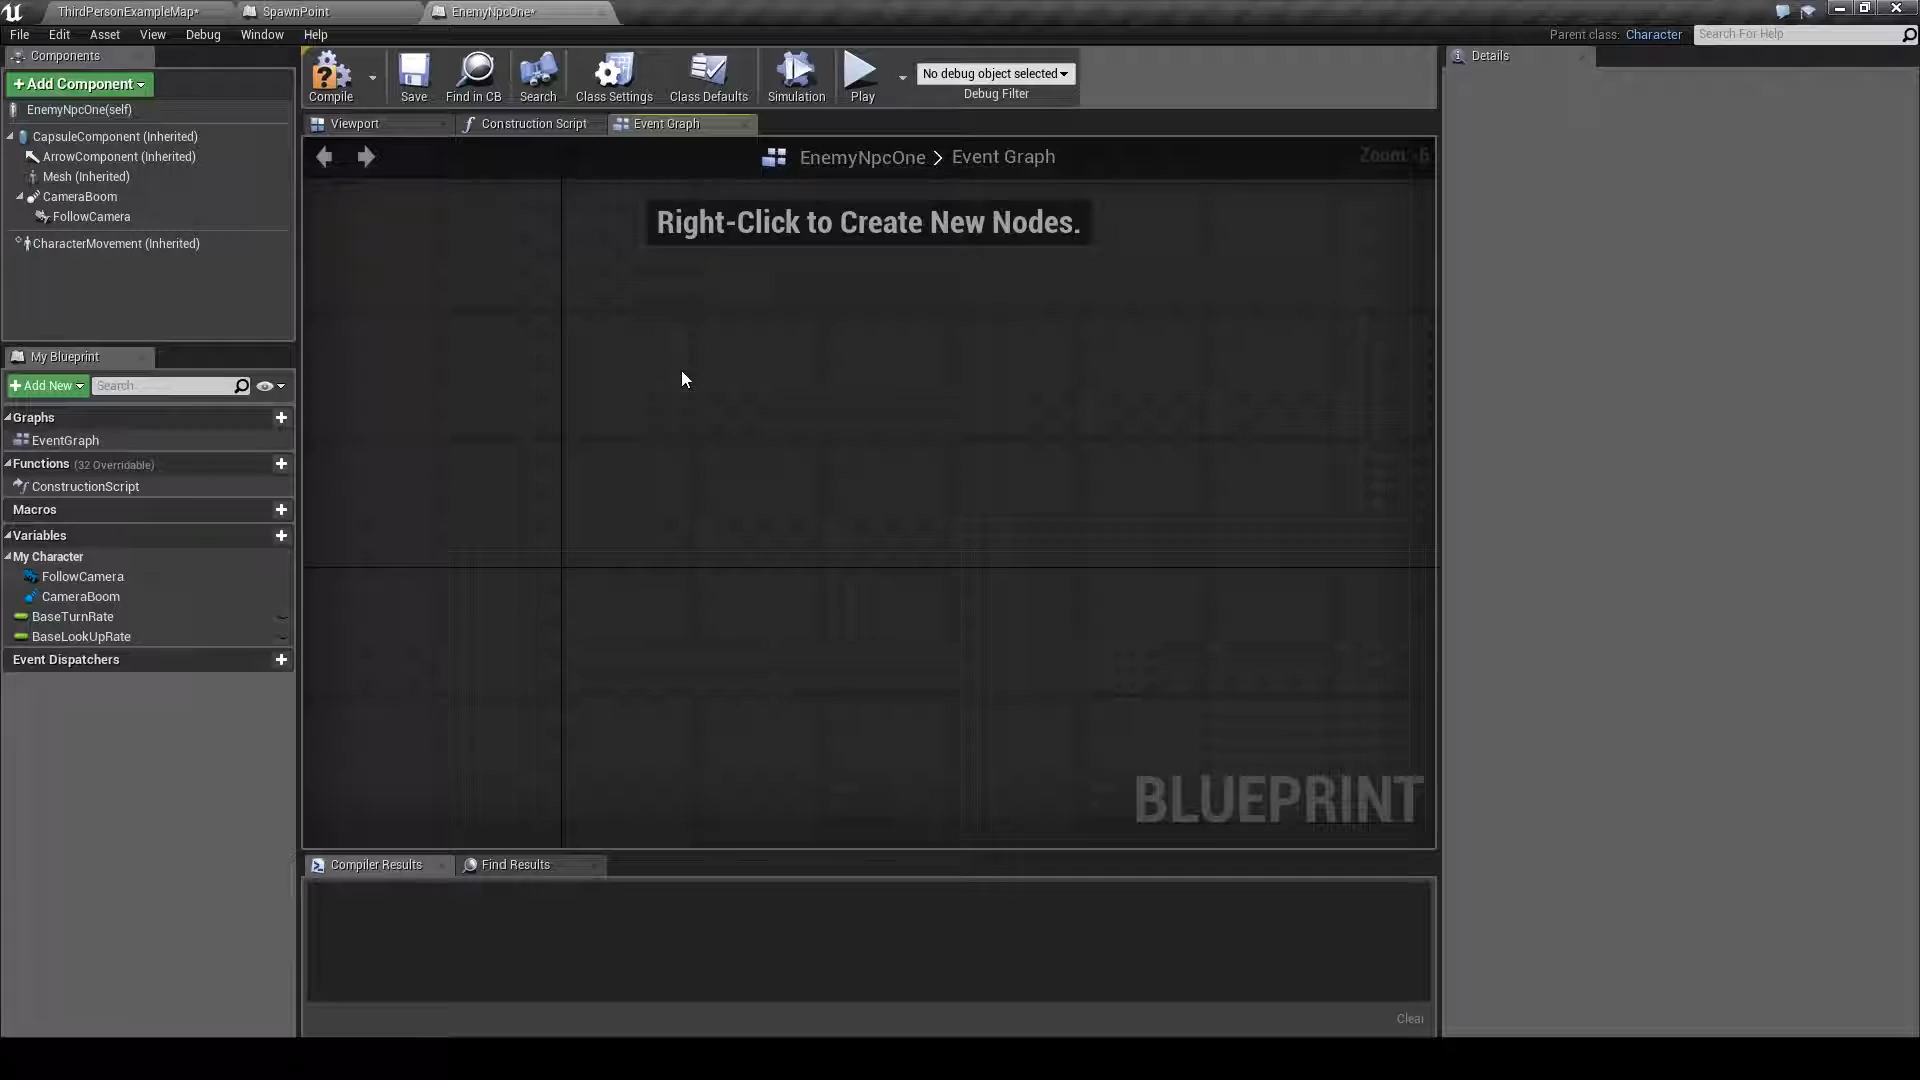 ThirdPersonExampleMap* SpawnPoint EnemyNpcOne*
File Edit Asset View Debug Window Help Parent class: Character Search For Help
Components
+Add Component
EnemyNpcOne(self)
CapsuleComponent (Inherited)
ArrowComponent (Inherited)
Mesh (Inherited)
CameraBoom
FollowCamera
CharacterMovement (Inherited)
My Blueprint
+Add New Search
Graphs
EventGraph
Functions (32 Overridable)
ConstructionScript
Macros
Variables
My Character
FollowCamera
CameraBoom
BaseTurnRate
BaseLookUpRate
Event Dispatchers
Compile Save Find in CB Search Class Settings Class Defaults Simulation Play
No debug object selected
Debug Filter
Viewport Construction Script Event Graph
EnemyNpcOne > Event Graph
Zoom -6
Right-Click to Create New Nodes.
BLUEPRINT
Compiler Results Find Results
Clear
Details